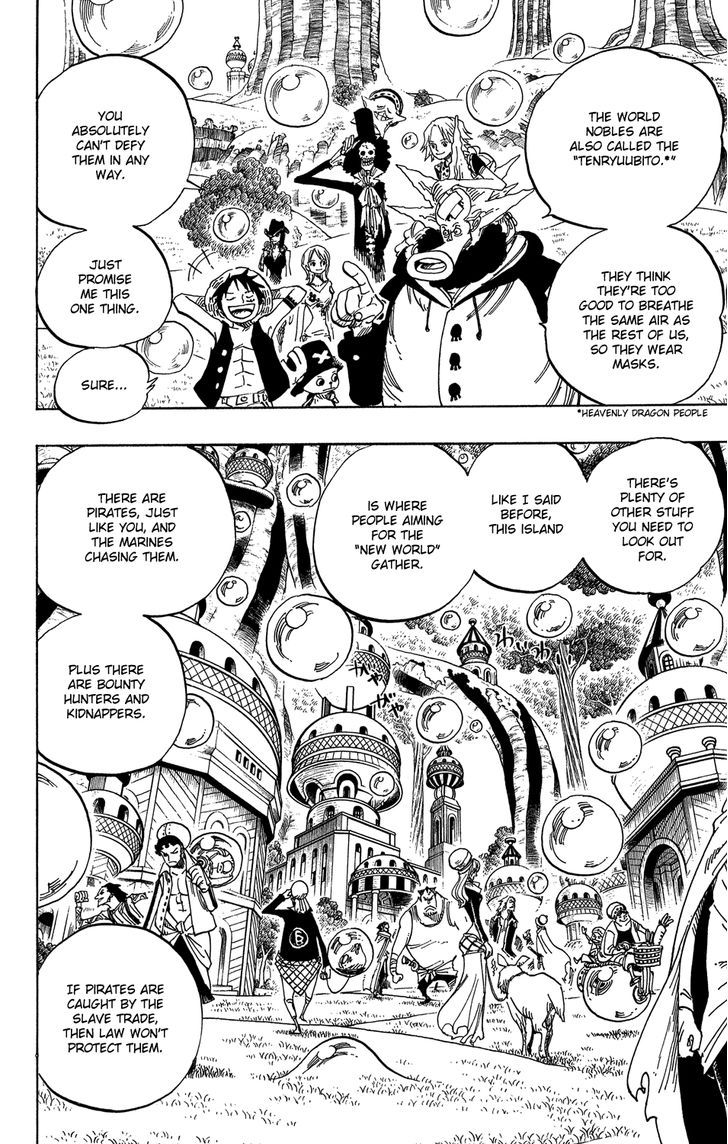 THE WORLD
NOBLES ARE
ALSO CALLED THE
"TENRYUUBITO.*"
THEY THINK
THEY'RE TOO
GOOD TO BREATHE
THE SAME AIR AS
THE REST OF US,
SO THEY WEAR
MASKS.
YOU
ABSOLUTELY
CAN'T DEFY
THEM IN ANY
WAY.
JUST
PROMISE
ME THIS
ONE THING.
SURE...
*HEAVENLY DRAGON PEOPLE
THERE'S
PLENTY OF
OTHER STUFF
YOU NEED TO
LOOK OUT
FOR.
LIKE I SAID
BEFORE,
THIS ISLAND
IS WHERE
PEOPLE AIMING
FOR THE
"NEW WORLD"
GATHER.
THERE ARE
PIRATES, JUST
LIKE YOU, AND
THE MARINES
CHASING THEM.
PLUS THERE
ARE BOUNTY
HUNTERS AND
KIDNAPPERS.
IF PIRATES ARE
CAUGHT BY THE
SLAVE TRADE,
THEN LAW WON'T
PROTECT THEM.